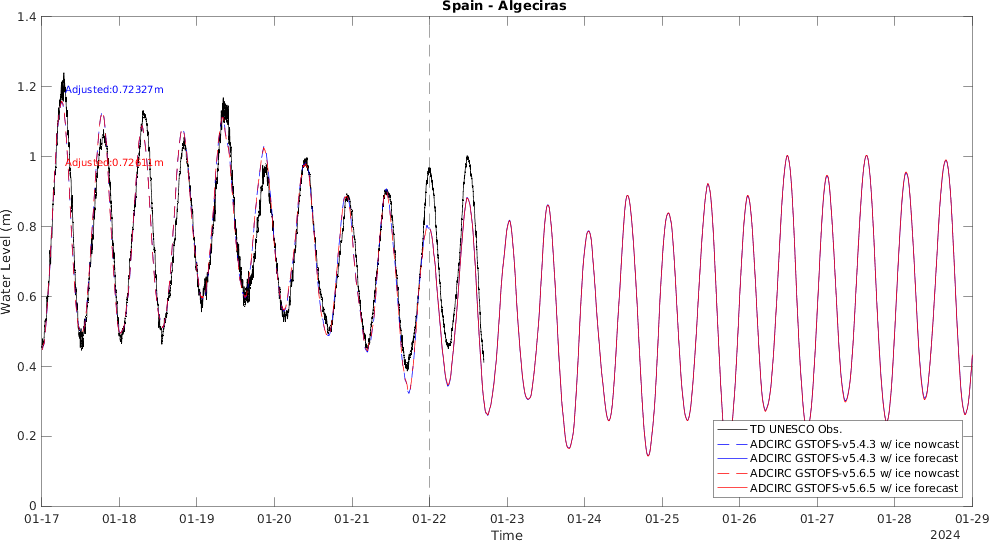 Spain - Algeciras
1.4
1.2
1
0.8
0.6
0.4
0.2
0
Water Level (m)
Adjusted:0.72327m
Adjusted:0.72611m
TD UNESCO Obs.
ADCIRC GSTOFS-v5.4.3 w/ ice nowcast
ADCIRC GSTOFS-v5.4.3 w/ ice forecast
ADCIRC GSTOFS-v5.6.5 w/ ice nowcast
ADCIRC GSTOFS-v5.6.5 w/ ice forecast
01-17 01-18 01-19 01-20 01-21 01-22 01-23 01-24 01-25 01-26 01-27 01-28 01-29
Time
2024